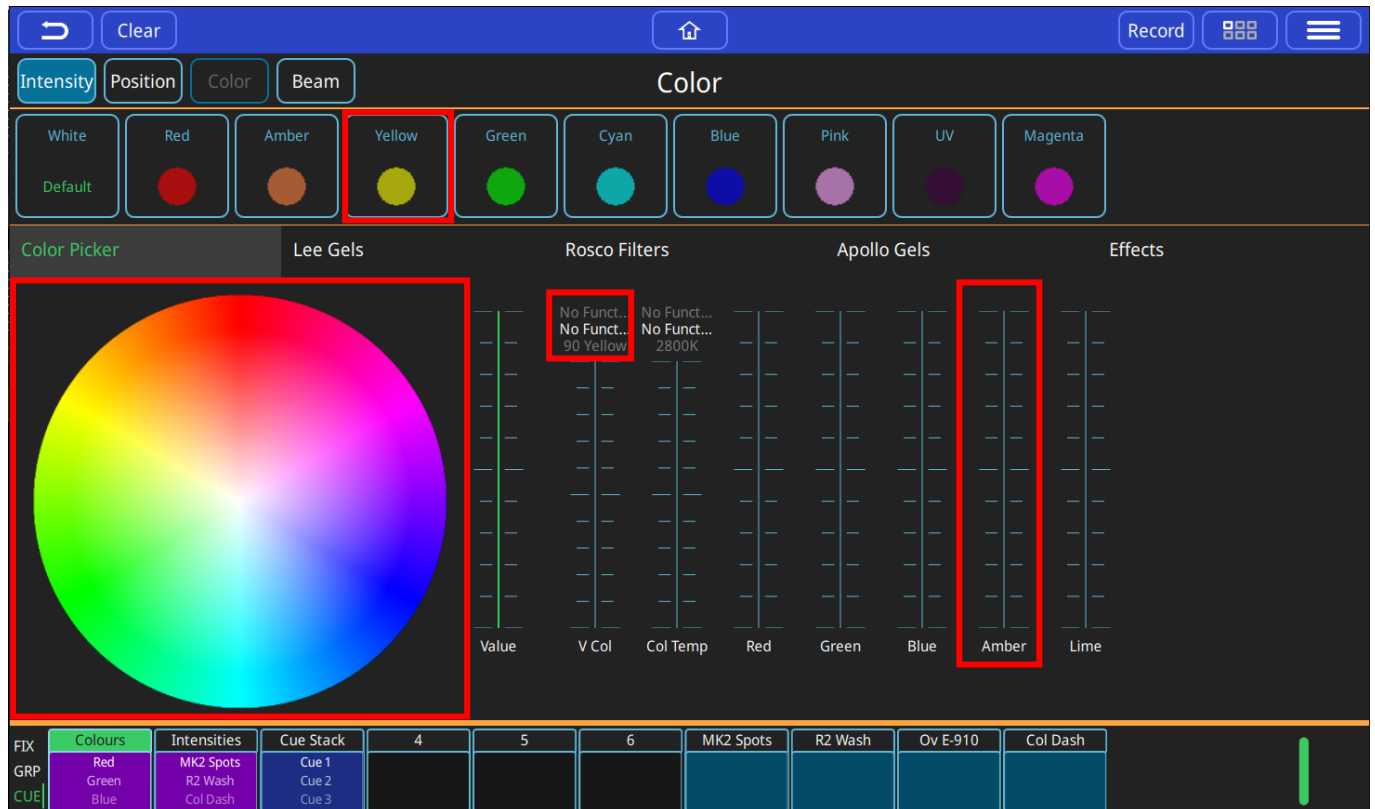 Clear
Record
Intensity Position Color Beam
Color
White Red Amber Yellow Green Cyan Blue Pink UV Magenta
Default
Color Picker Lee Gels Rosco Filters Apollo Gels Effects
No Funct... No Funct...
No Funct... No Funct...
90 Yellow 2800K
Value V Col Col Temp Red Green Blue Amber Lime
FIX
GRP
CUE
Colours
Red
Green
Blue
Intensities
MK2 Spots
R2 Wash
Col Dash
Cue Stack
Cue 1
Cue 2
Cue 3
4
5
6
MK2 Spots
R2 Wash
Ov E-910
Col Dash